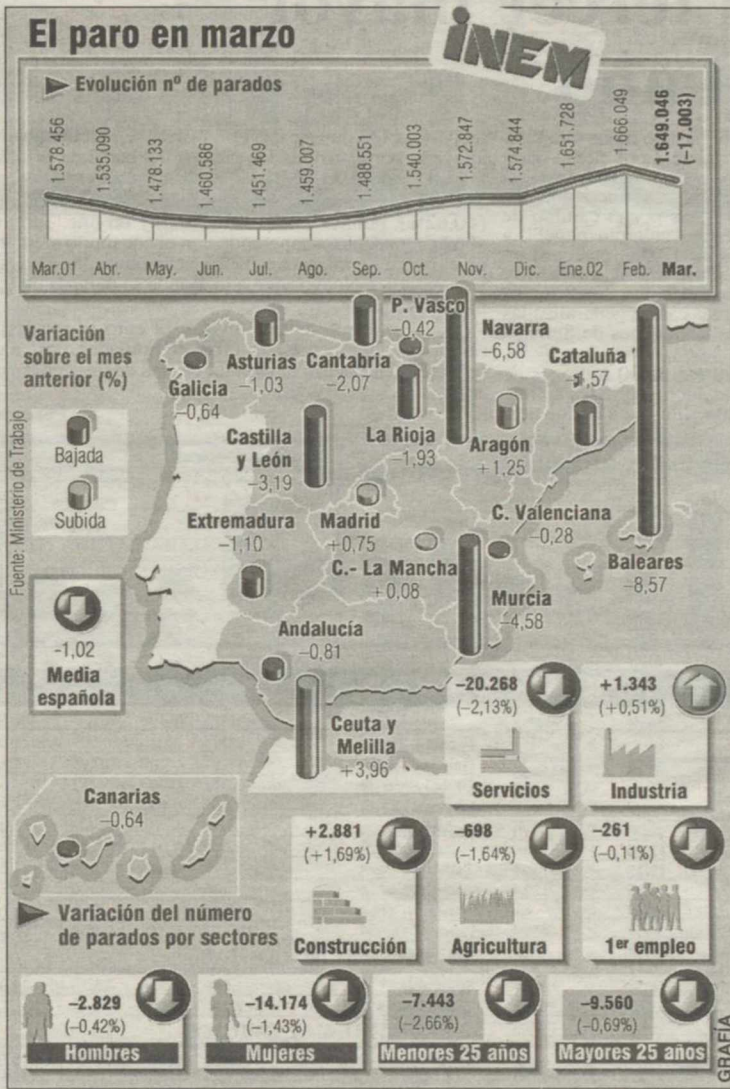 El paro en marzo
INEM
Evolución nº de parados
1.578.456
1.535.090
1.478.133
1.460.586
1.451.469
1.459.007
1.488.551
1.540.003
1.572.847
1.574.844
1.651.728
1.666.049
1.649.046
(–17.003)
Mar.01 Abr. May. Jun. Jul. Ago. Sep. Oct. Nov. Dic. Ene.02 Feb. Mar.
Variación
sobre el mes
anterior (%)
Bajada
Subida
Fuente: Ministerio de Trabajo
Galicia
–0,64
Asturias
–1,03
Cantabria
–2,07
P. Vasco
–0,42
Navarra
–6,58
Cataluña
–1,57
Castilla
y León
–3,19
La Rioja
–1,93
Aragón
+1,25
Extremadura
–1,10
Madrid
+0,75
C. Valenciana
–0,28
C.- La Mancha
+0,08
Baleares
–8,57
Murcia
–4,58
Andalucía
–0,81
-1,02
Media
española
Ceuta y
Melilla
+3,96
Canarias
–0,64
Variación del número
de parados por sectores
–20.268
(–2,13%)
Servicios
+1.343
(+0,51%)
Industria
+2.881
(+1,69%)
Construcción
–698
(–1,64%)
Agricultura
–261
(–0,11%)
1er empleo
–2.829
(–0,42%)
Hombres
–14.174
(–1,43%)
Mujeres
–7.443
(–2,66%)
Menores 25 años
–9.560
(–0,69%)
Mayores 25 años
GRAFÍA